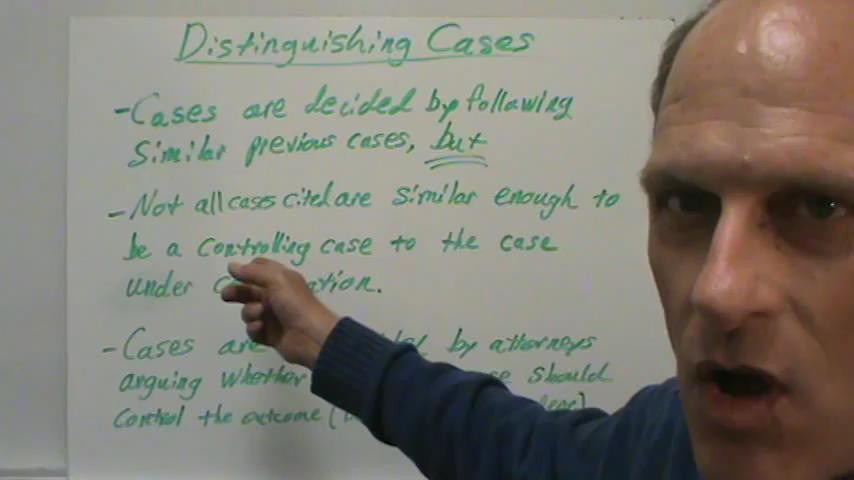 Distinguishing Cases
- Cases are decided by following
similar previous cases, but
- Not all cases cited are similar enough to
be a controlling case to the case
under
- Cases are by attorneys
arguing whether should
control the outcome (